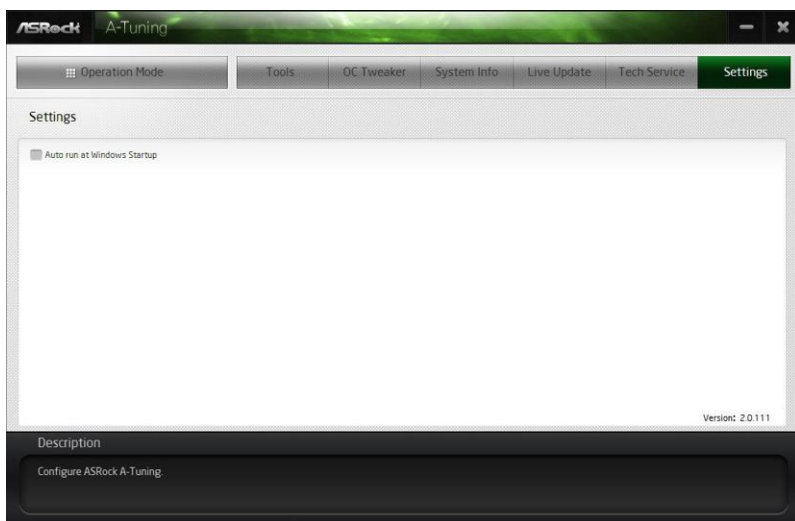 ASRock A-Tuning
Operation Mode Tools OC Tweaker System Info Live Update Tech Service Settings
Settings
Auto run at Windows Startup
Version: 2.0.111
Description
Configure ASRock A-Tuning.